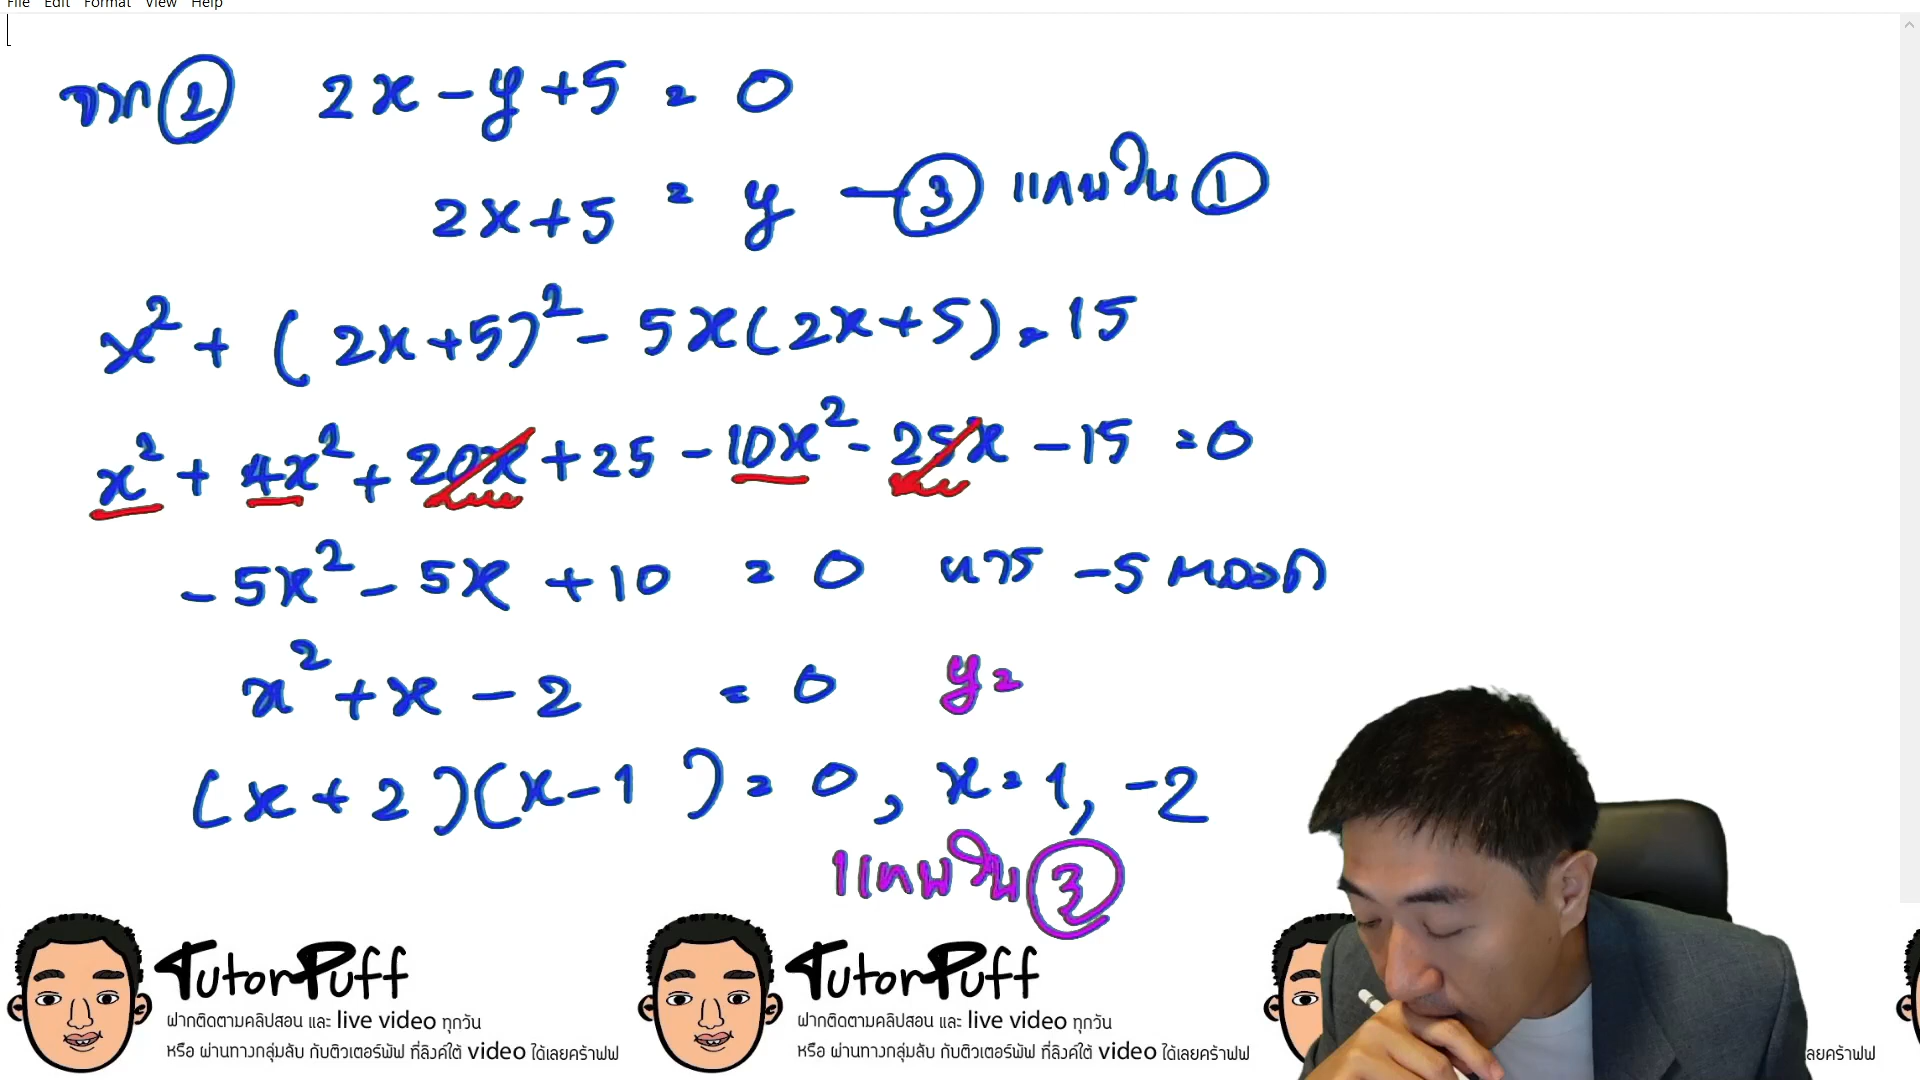 File Edit Format View Help
จาก ② 2x - y + 5 = 0
2x + 5 = y — ③ แทนใน ①
x² + (2x + 5)² - 5x(2x + 5) = 15
x² + 4x² + 20x + 25 - 10x² - 25x - 15 = 0
-5x² - 5x + 10 = 0 หาร -5 ตลอด
x² + x - 2 = 0 y =
(x + 2)(x - 1) = 0, x = 1, -2
แทนใน ③
TutorPuff TutorPuff
ฝากติดตามคลิปสอน และ live video ทุกวัน ฝากติดตามคลิปสอน และ live video ทุกวัน
หรือ ผ่านทางกลุ่มลับ กับติวเตอร์พัฟ ที่ลิงค์ใต้ video ได้เลยคร้าฟฟ หรือ ผ่านทางกลุ่มลับ กับติวเตอร์พัฟ ที่ลิงค์ใต้ video ได้เลยคร้าฟฟ ลยคร้าฟฟ